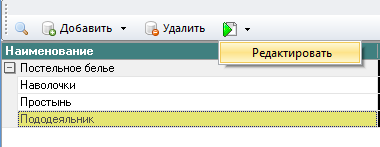 Добавить Удалить
Редактировать
Наименование
Постельное белье
Наволочки
Простынь
Пододеяльник